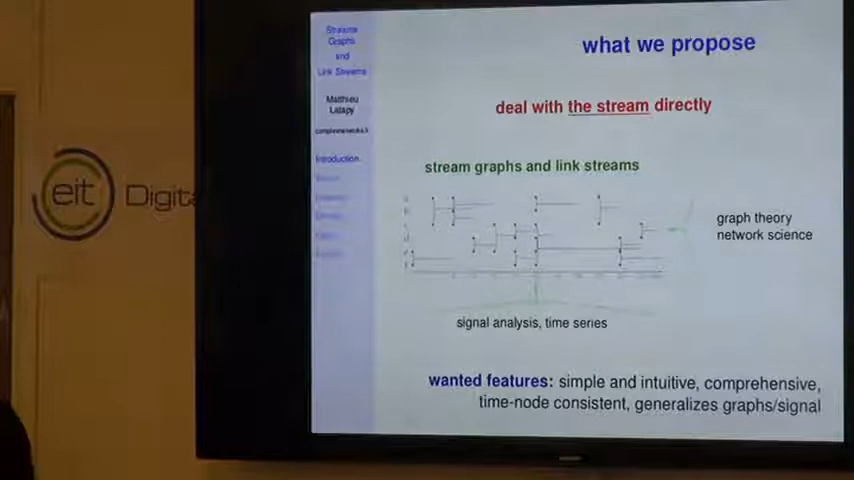 eit Digita
Streams
Graphs
and
Link Streams
Matthieu
Latapy
Introduction
what we propose
deal with the stream directly
stream graphs and link streams
graph theory
network science
signal analysis, time series
wanted features: simple and intuitive, comprehensive,
time-node consistent, generalizes graphs/signal